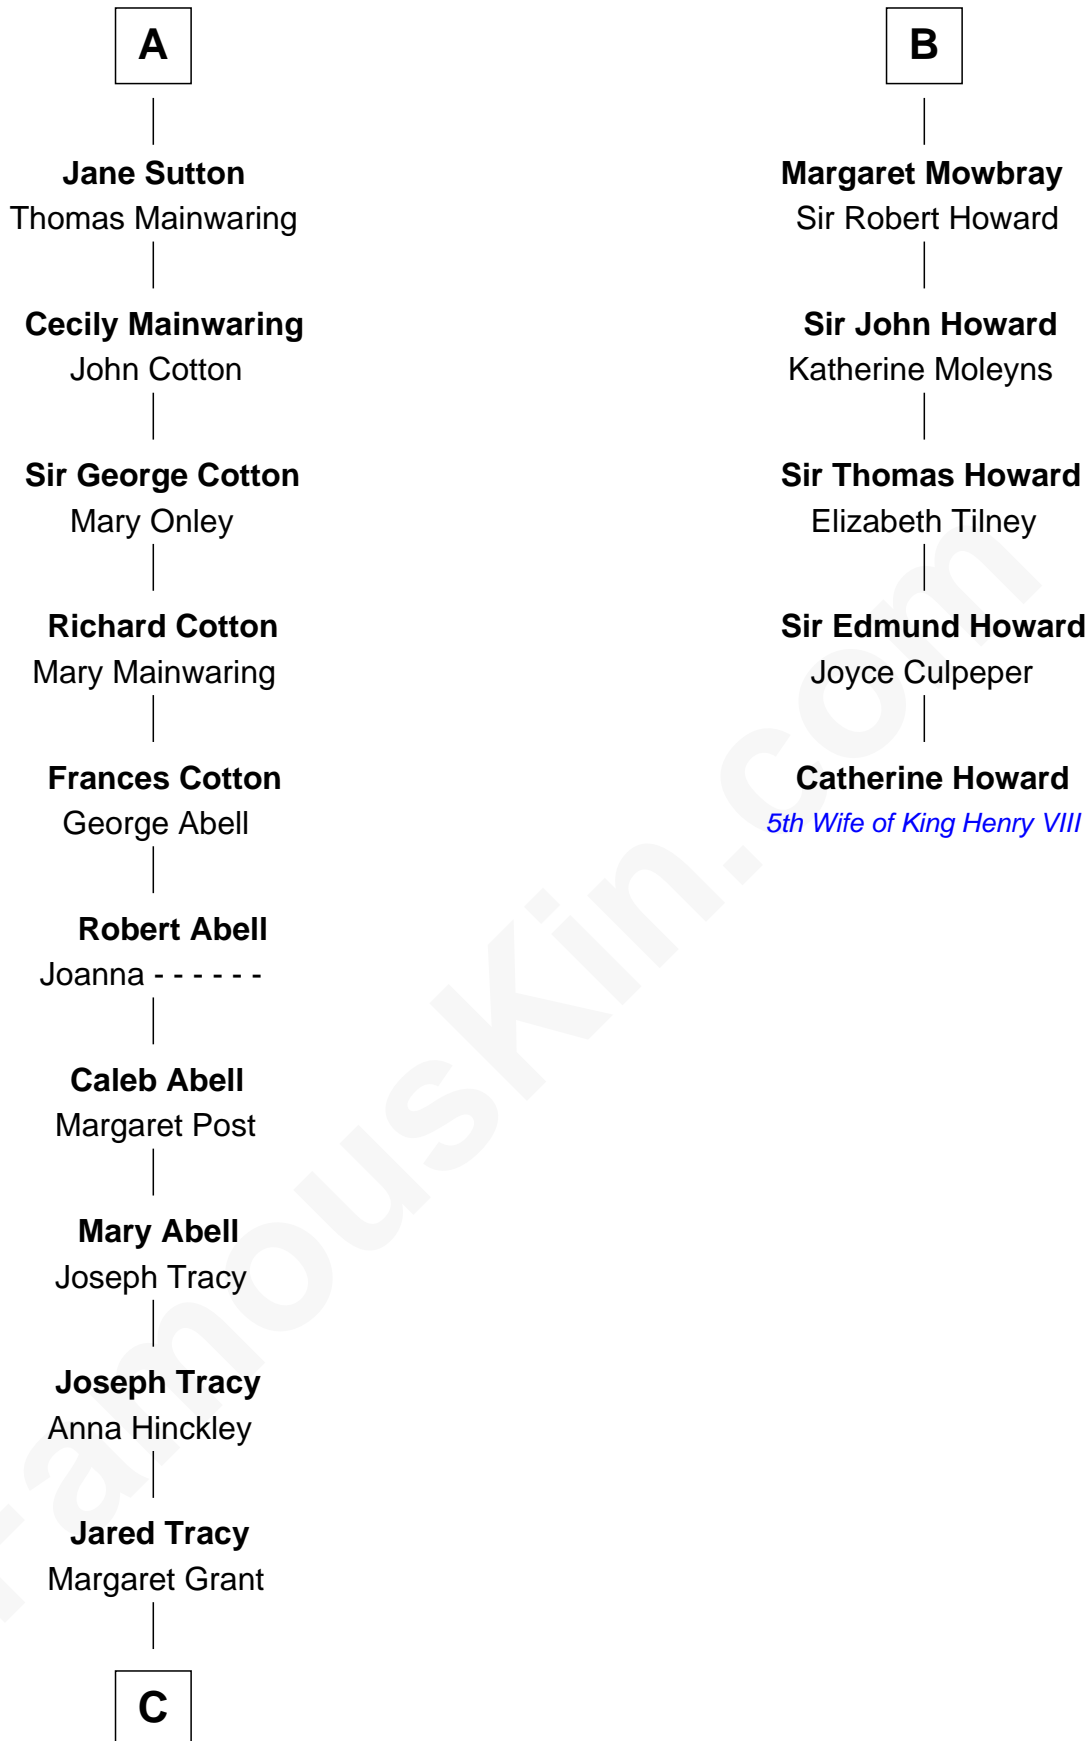 A
Jane Sutton
Thomas Mainwaring
Cecily Mainwaring
John Cotton
Sir George Cotton
Mary Onley
Richard Cotton
Mary Mainwaring
Frances Cotton
George Abell
Robert Abell
Joanna - - - - - -
Caleb Abell
Margaret Post
Mary Abell
Joseph Tracy
Joseph Tracy
Anna Hinckley
Jared Tracy
Margaret Grant
C
B
Margaret Mowbray
Sir Robert Howard
Sir John Howard
Katherine Moleyns
Sir Thomas Howard
Elizabeth Tilney
Sir Edmund Howard
Joyce Culpeper
Catherine Howard
5th Wife of King Henry VIII
FamousKin.com